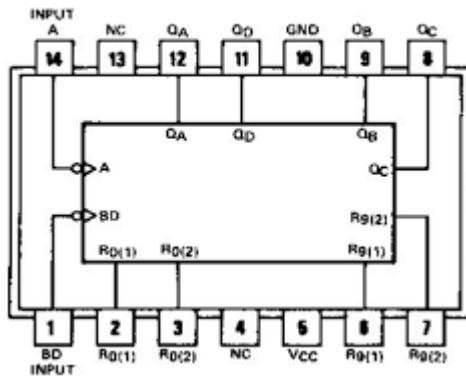 INPUT
A NC QA QD GND QB QC
14 13 12 11 10 9 8
QA QD QB
A QC
BD R9(2)
R0(1) R0(2) R9(1)
1 2 3 4 5 6 7
BD R0(1) R0(2) NC VCC R9(1) R9(2)
INPUT